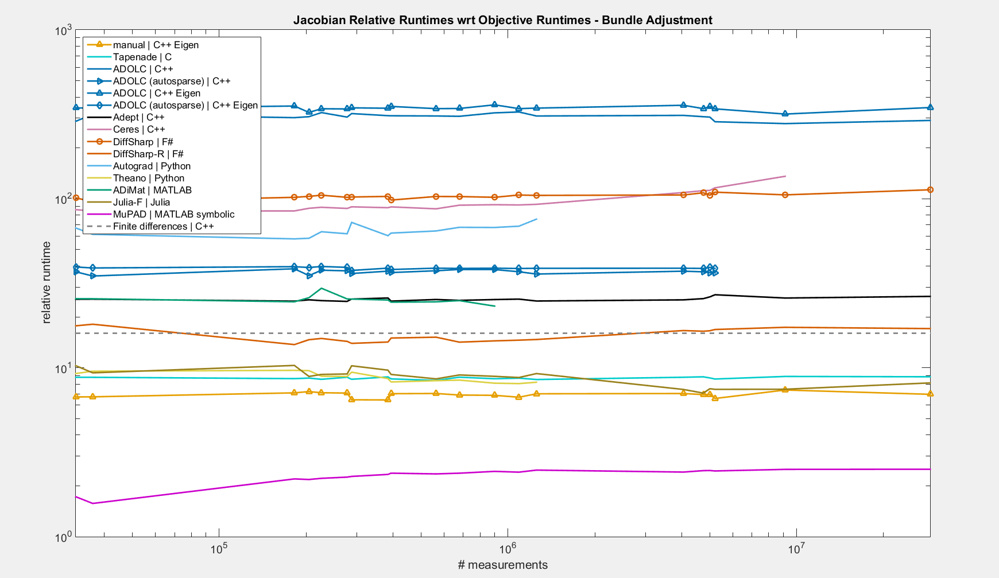 Jacobian Relative Runtimes wrt Objective Runtimes - Bundle Adjustment
10^3
manual | C++ Eigen
Tapenade | C
ADOLC | C++
ADOLC (autosparse) | C++
ADOLC | C++ Eigen
ADOLC (autosparse) | C++ Eigen
Adept | C++
Ceres | C++
DiffSharp | F#
DiffSharp-R | F#
Autograd | Python
Theano | Python
ADiMat | MATLAB
Julia-F | Julia
MuPAD | MATLAB symbolic
Finite differences | C++
10^2
relative runtime
10^1
10^0
10^5 10^6 10^7
# measurements